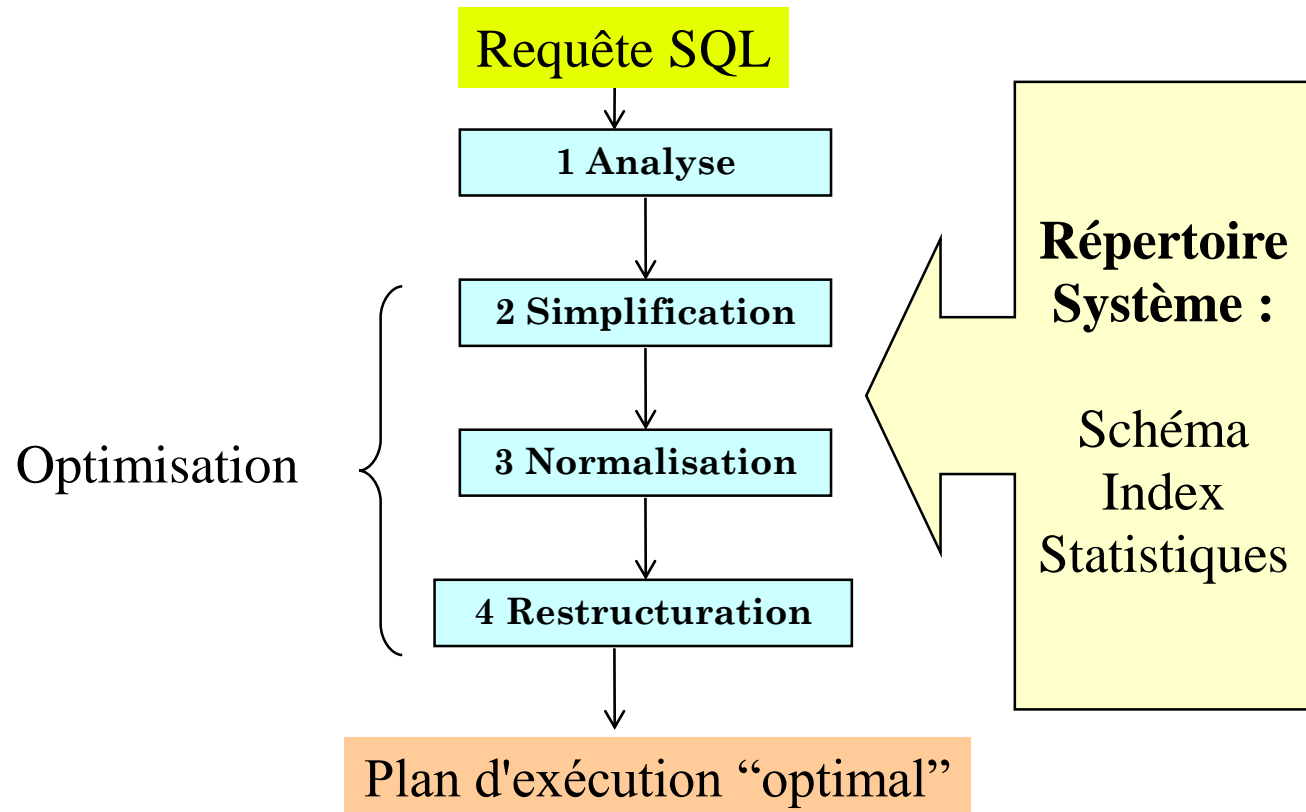 Requête SQL
1 Analyse
2 Simplification
Optimisation
3 Normalisation
4 Restructuration
Plan d'exécution “optimal”
Répertoire
Système :
Schéma
Index
Statistiques